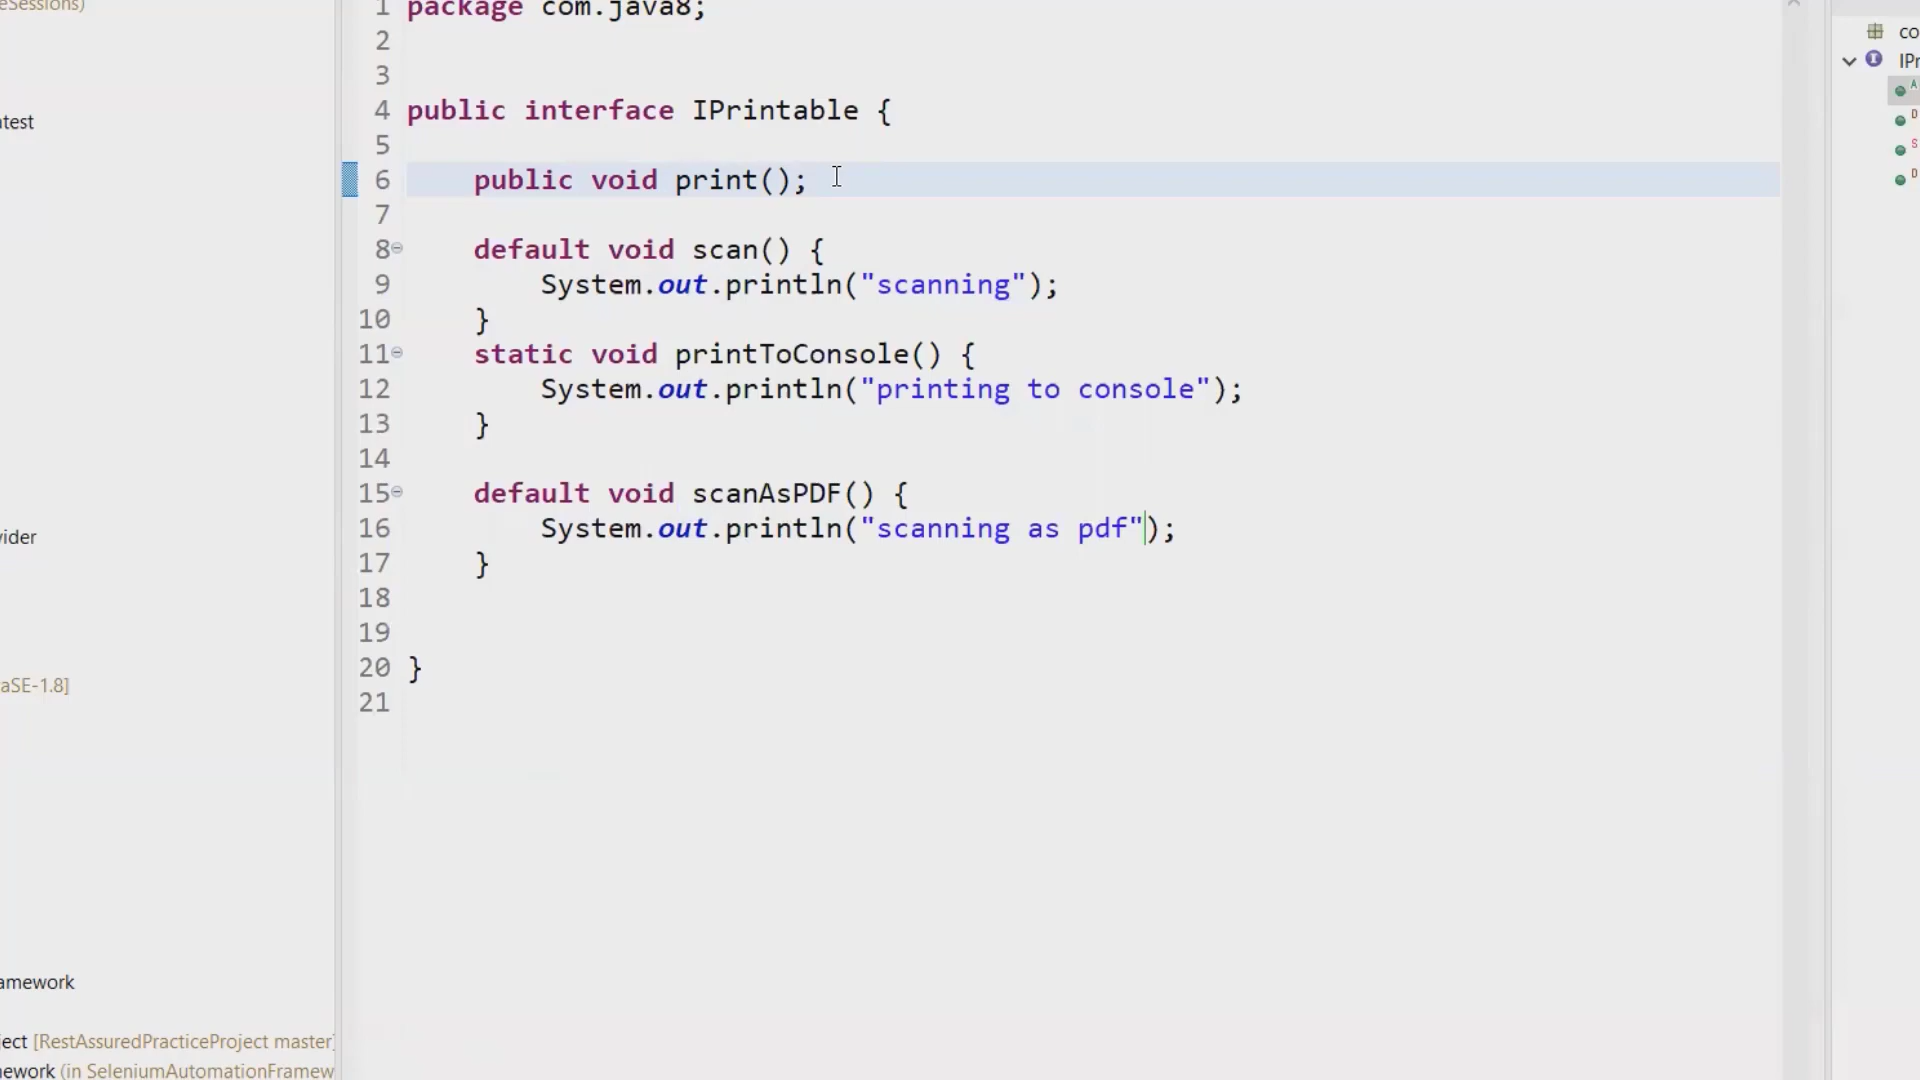 eSessions)
test
vider
aSE-1.8]
amework
ject [RestAssuredPracticeProject master]
nework (in SeleniumAutomationFramew
1 package com.java8;
2
3
4 public interface IPrintable {
5
6 public void print();
7
8 default void scan() {
9 System.out.println("scanning");
10 }
11 static void printToConsole() {
12 System.out.println("printing to console");
13 }
14
15 default void scanAsPDF() {
16 System.out.println("scanning as pdf");
17 }
18
19
20 }
21
co
I IPr
A
D
S
D